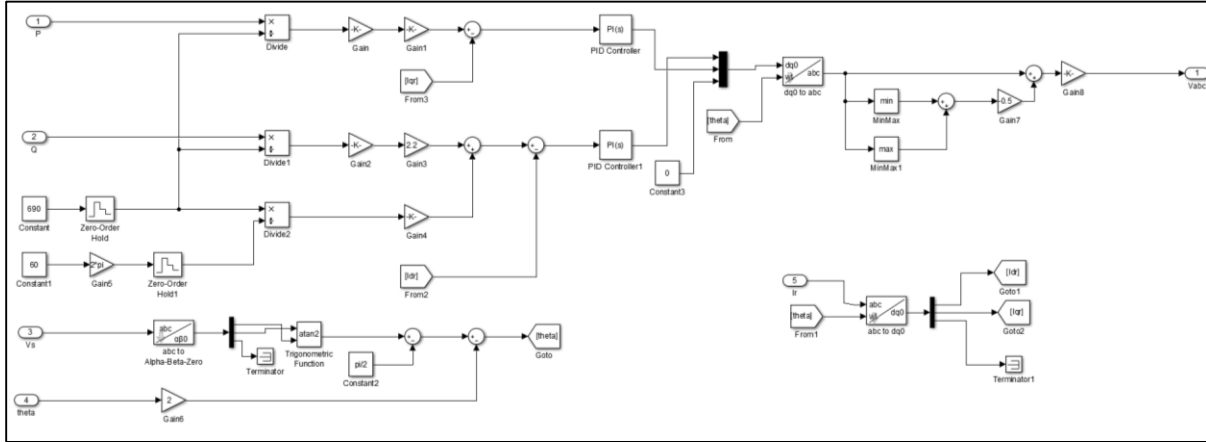 1
P
×
÷
Divide
-K-
Gain
-K-
Gain1
[Iqr]
From3
PI(s)
PID Controller
dq0
wt
abc
dq0 to abc
[theta]
From
min
MinMax
max
MinMax1
-0.5
Gain7
-K-
Gain8
1
Vabc
2
Q
×
÷
Divide1
-K-
Gain2
2.2
Gain3
PI(s)
PID Controller1
0
Constant3
690
Constant
Zero-Order
Hold
×
÷
Divide2
-K-
Gain4
60
Constant1
2*pi
Gain5
Zero-Order
Hold1
[Idr]
From2
3
Vs
abc
αβ0
abc to
Alpha-Beta-Zero
Terminator
atan2
Trigonometric
Function
pi/2
Constant2
[theta]
Goto
4
theta
2
Gain6
5
Ir
[theta]
From1
abc
wt
dq0
abc to dq0
[Idr]
Goto1
[Iqr]
Goto2
Terminator1